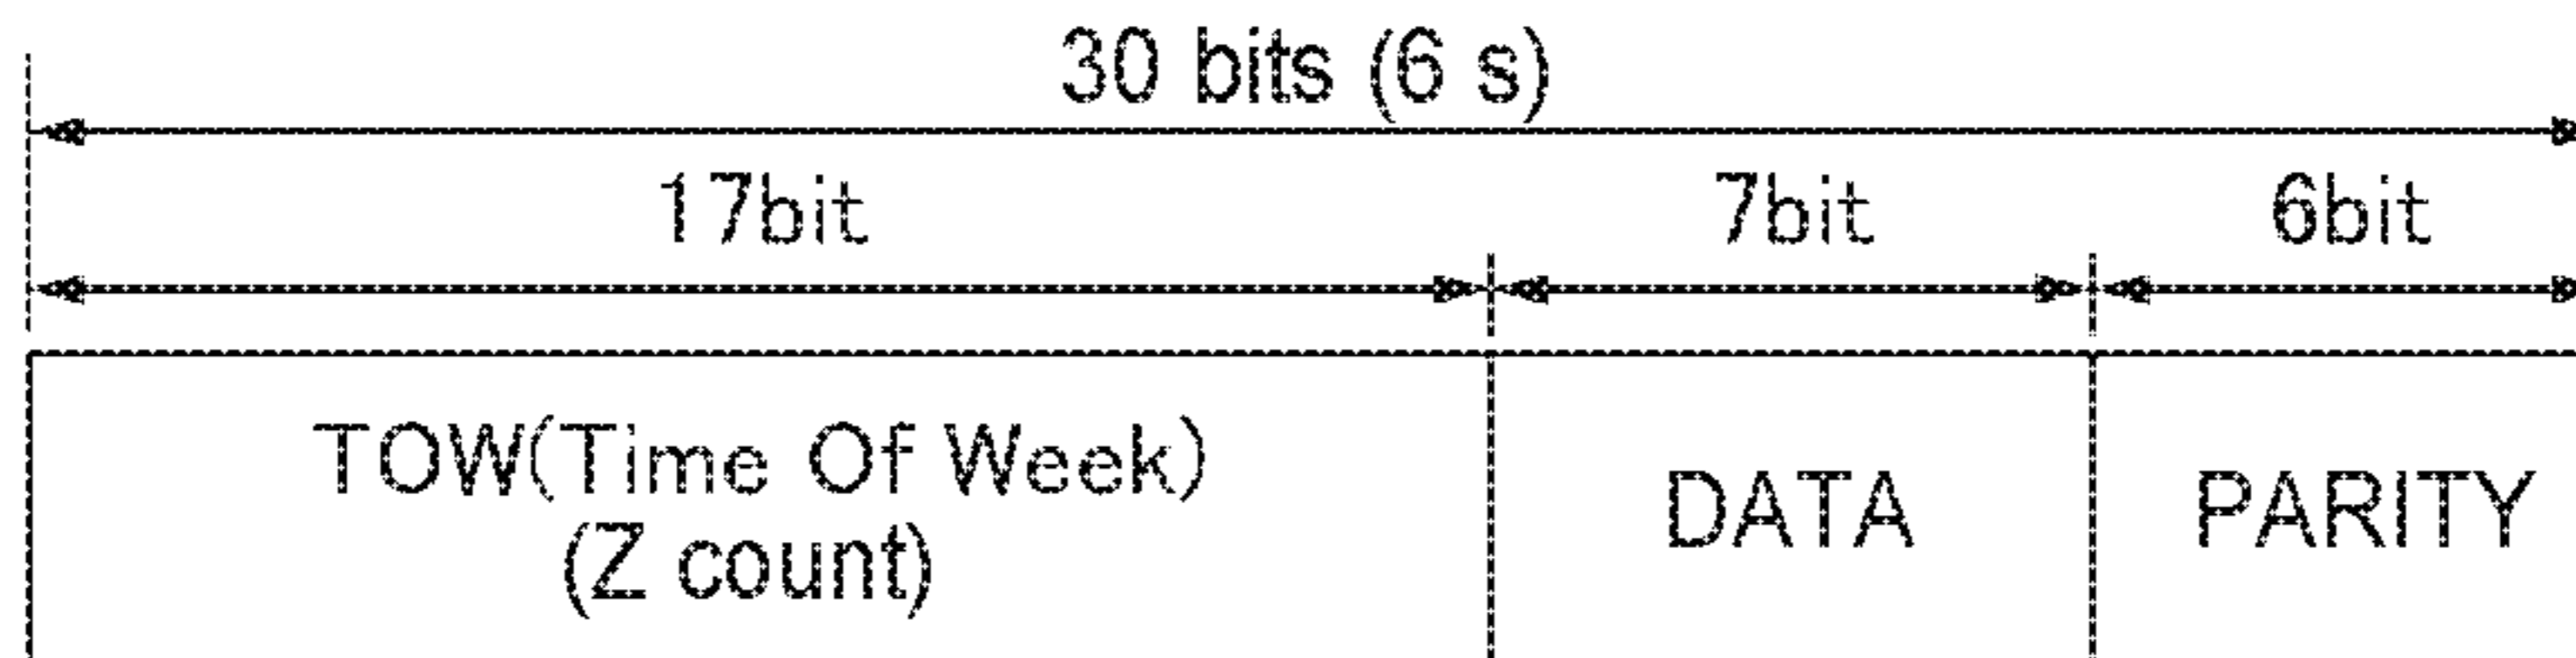 30 bits (6 s)
17bit 7bit 6bit
TOW(Time Of Week)
(Z count)
DATA
PARITY